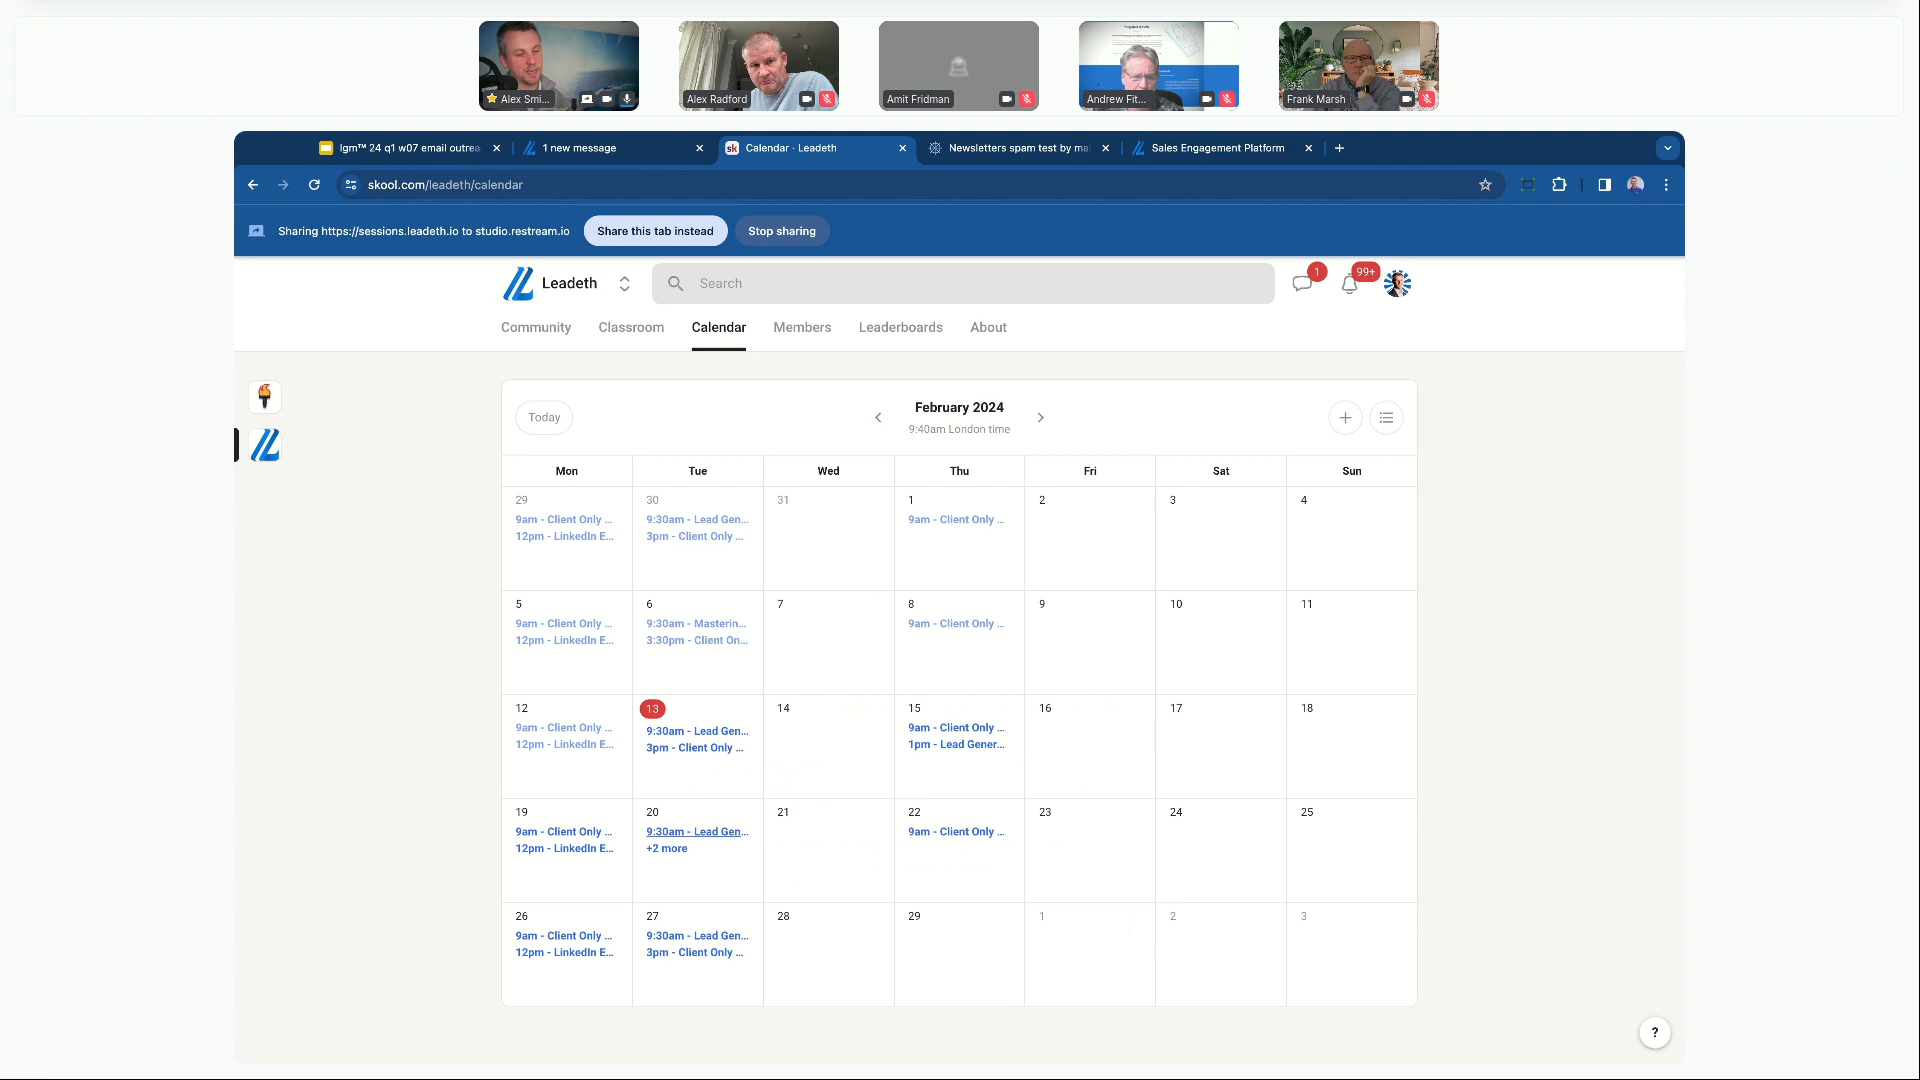 Alex Smi...
Alex Radford
Amit Fridman
Andrew Fit...
Frank Marsh
lgm™ 24 q1 w07 email outrea
1 new message
sk Calendar · Leadeth
Newsletters spam test by ma
Sales Engagement Platform
skool.com/leadeth/calendar
Sharing https://sessions.leadeth.io to studio.restream.io
Share this tab instead
Stop sharing
Leadeth
Search
1
99+
Community
Classroom
Calendar
Members
Leaderboards
About
Today
February 2024
9:40am London time
Mon
Tue
Wed
Thu
Fri
Sat
Sun
29
9am - Client Only ...
12pm - LinkedIn E...
30
9:30am - Lead Gen...
3pm - Client Only ...
31
1
9am - Client Only ...
2
3
4
5
9am - Client Only ...
12pm - LinkedIn E...
6
9:30am - Masterin...
3:30pm - Client On...
7
8
9am - Client Only ...
9
10
11
12
9am - Client Only ...
12pm - LinkedIn E...
13
9:30am - Lead Gen...
3pm - Client Only ...
14
15
9am - Client Only ...
1pm - Lead Gener...
16
17
18
19
9am - Client Only ...
12pm - LinkedIn E...
20
9:30am - Lead Gen...
+2 more
21
22
9am - Client Only ...
23
24
25
26
9am - Client Only ...
12pm - LinkedIn E...
27
9:30am - Lead Gen...
3pm - Client Only ...
28
29
1
2
3
?